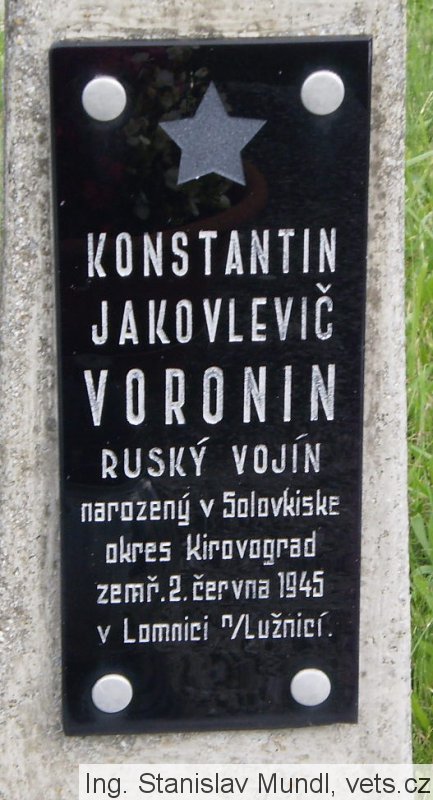 KONSTANTIN
JAKOVLEVIČ
VORONIN
RUSKÝ VOJÍN
narozený v Solovkiske
okres Kirovograd
zemř. 2. června 1945
v Lomnici n/Lužnicí.
Ing. Stanislav Mundl, vets.cz